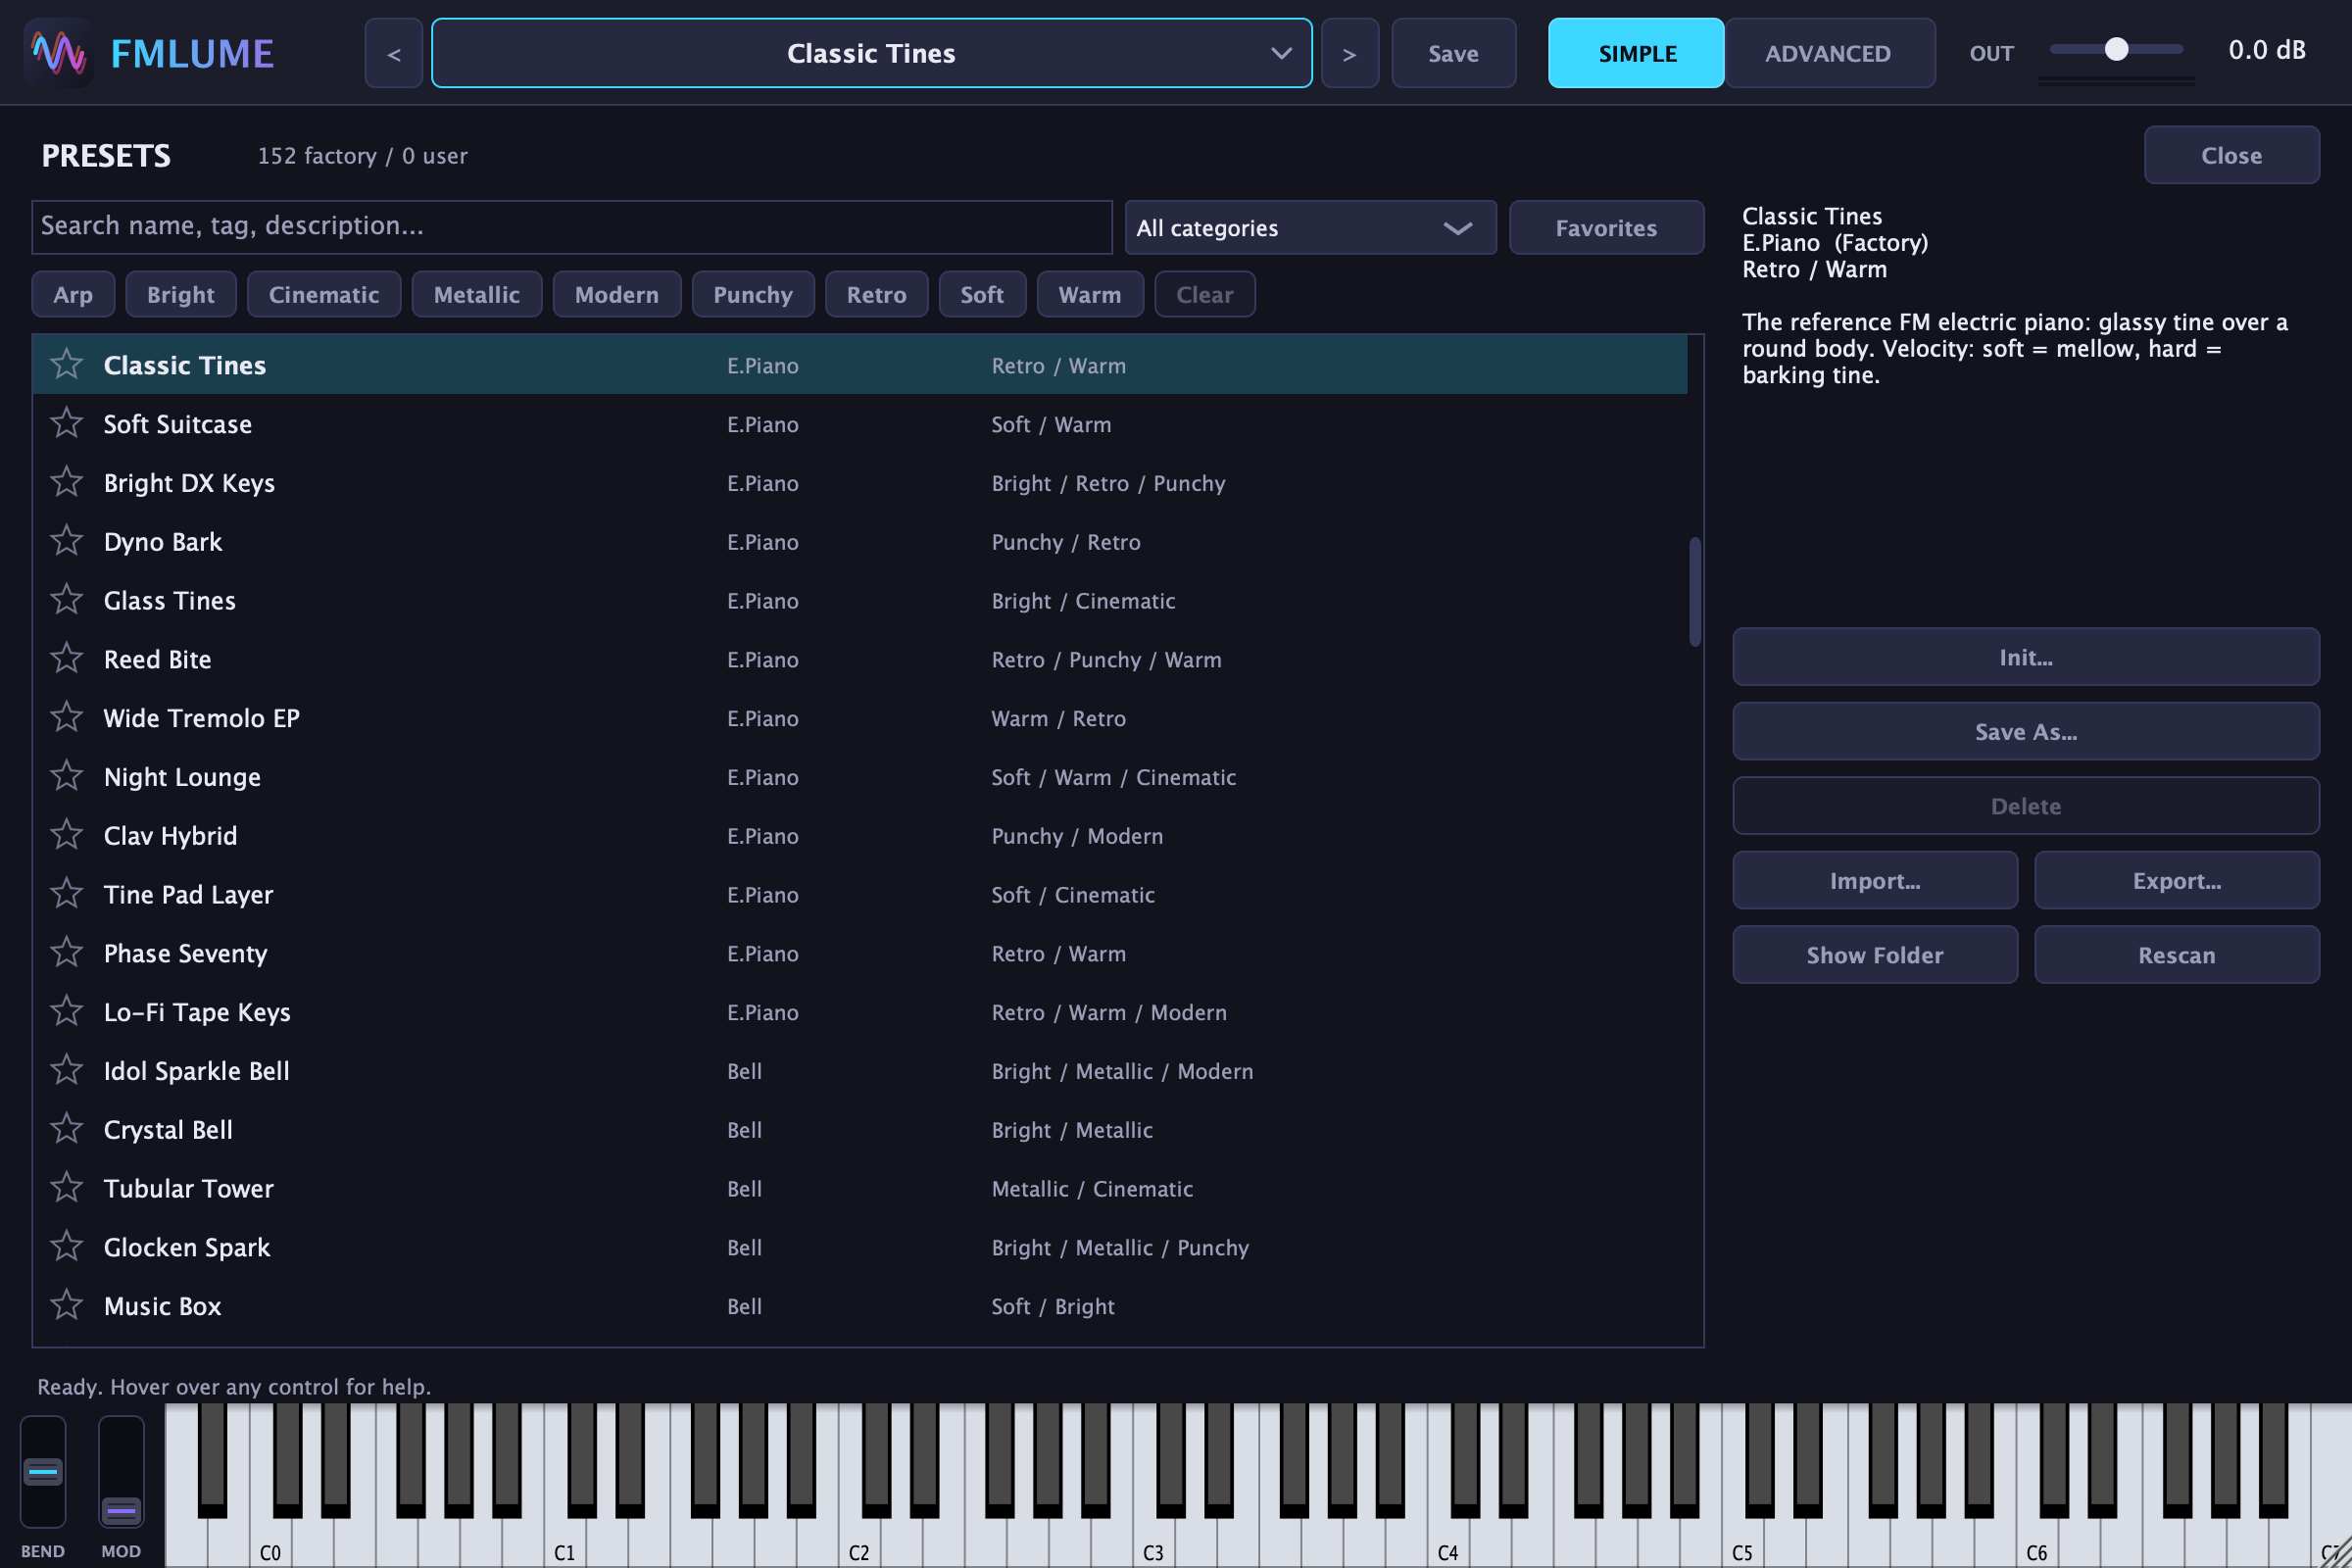 FMLUME
<
Classic Tines
>
Save
SIMPLE
ADVANCED
OUT
0.0 dB
PRESETS
152 factory / 0 user
Close
Search name, tag, description...
All categories
Favorites
Arp
Bright
Cinematic
Metallic
Modern
Punchy
Retro
Soft
Warm
Clear
Classic Tines E.Piano Retro / Warm
Soft Suitcase E.Piano Soft / Warm
Bright DX Keys E.Piano Bright / Retro / Punchy
Dyno Bark E.Piano Punchy / Retro
Glass Tines E.Piano Bright / Cinematic
Reed Bite E.Piano Retro / Punchy / Warm
Wide Tremolo EP E.Piano Warm / Retro
Night Lounge E.Piano Soft / Warm / Cinematic
Clav Hybrid E.Piano Punchy / Modern
Tine Pad Layer E.Piano Soft / Cinematic
Phase Seventy E.Piano Retro / Warm
Lo-Fi Tape Keys E.Piano Retro / Warm / Modern
Idol Sparkle Bell Bell Bright / Metallic / Modern
Crystal Bell Bell Bright / Metallic
Tubular Tower Bell Metallic / Cinematic
Glocken Spark Bell Bright / Metallic / Punchy
Music Box Bell Soft / Bright
Classic Tines
E.Piano (Factory)
Retro / Warm
The reference FM electric piano: glassy tine over a
round body. Velocity: soft = mellow, hard =
barking tine.
Init...
Save As...
Delete
Import...
Export...
Show Folder
Rescan
Ready. Hover over any control for help.
BEND
MOD
C0
C1
C2
C3
C4
C5
C6